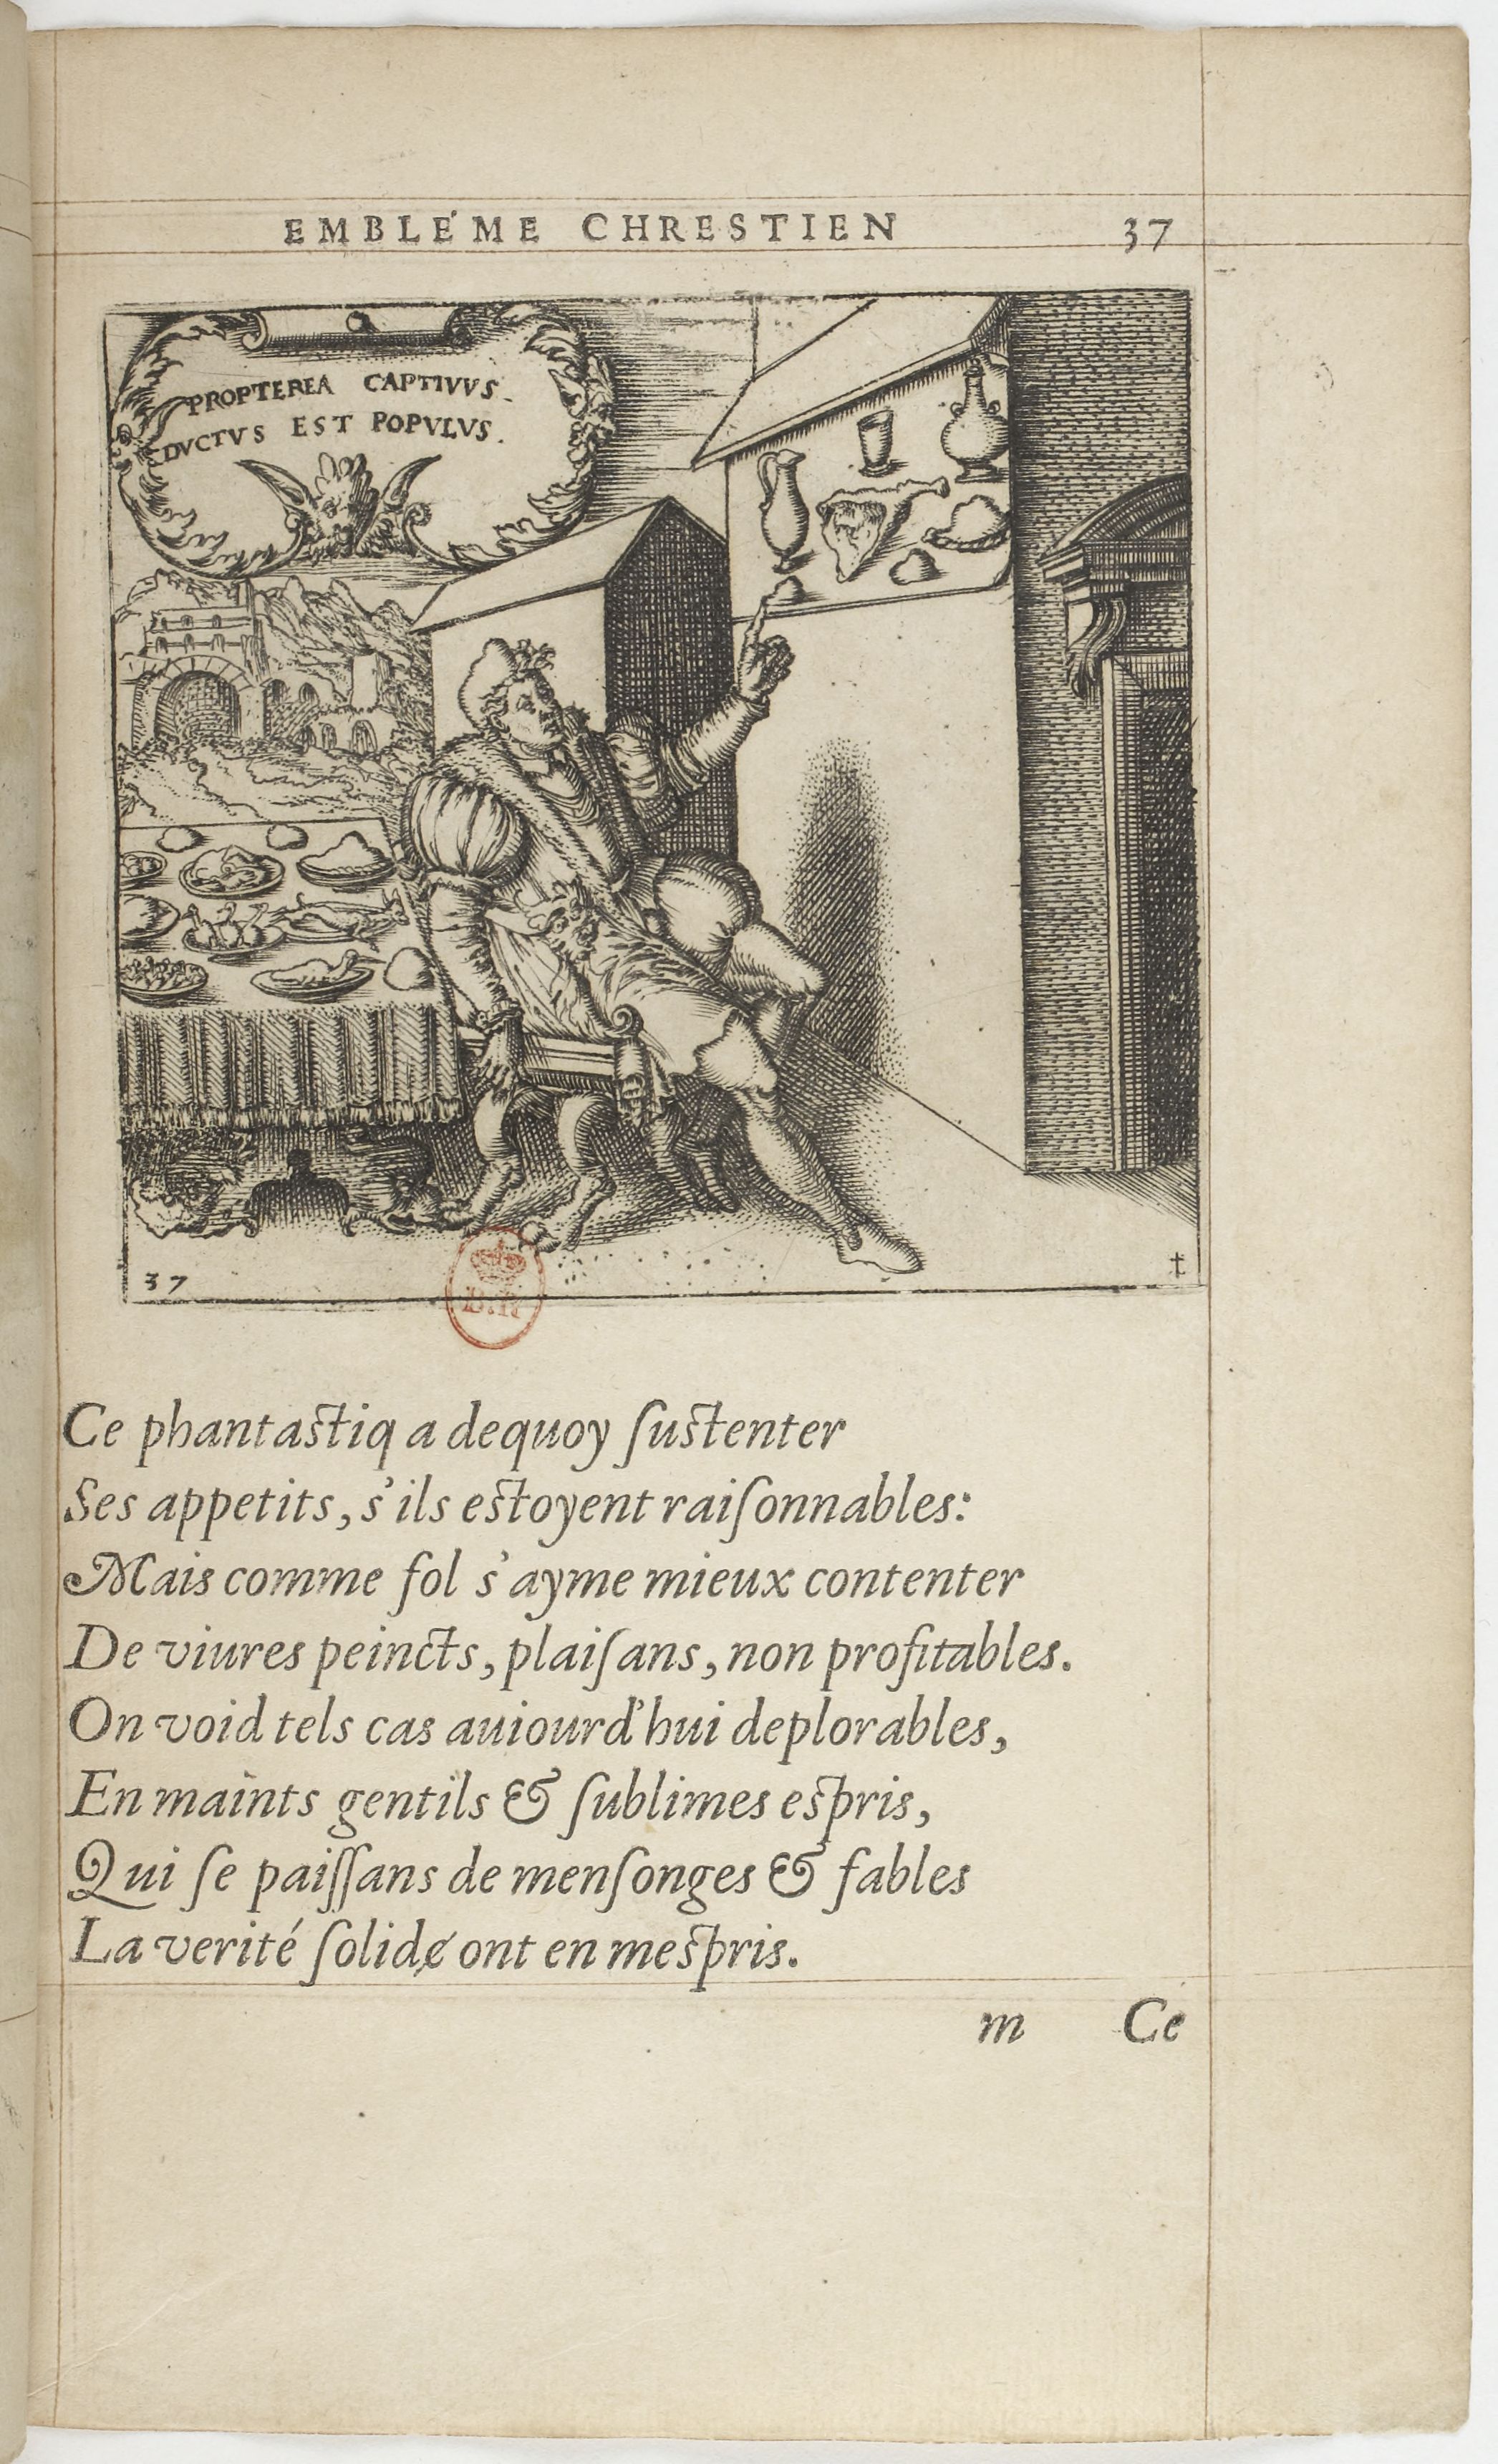 EMBLÉME CHRESTIEN 37
PROPTEREA CAPTIVVS
DVCTVS EST POPVLVS.
37
†
Ce phantastiq a dequoy ſustenter
Ses appetits, s'ils estoyent raiſonnables:
Mais comme fol s'ayme mieux contenter
De viures peincts, plaiſans, non profitables.
On void tels cas auiourd'hui deplorables,
En maints gentils & ſublimes espris,
Qui ſe paiſſans de menſonges & fables
La verité ſolidɇ ont en mespris.
m Ce